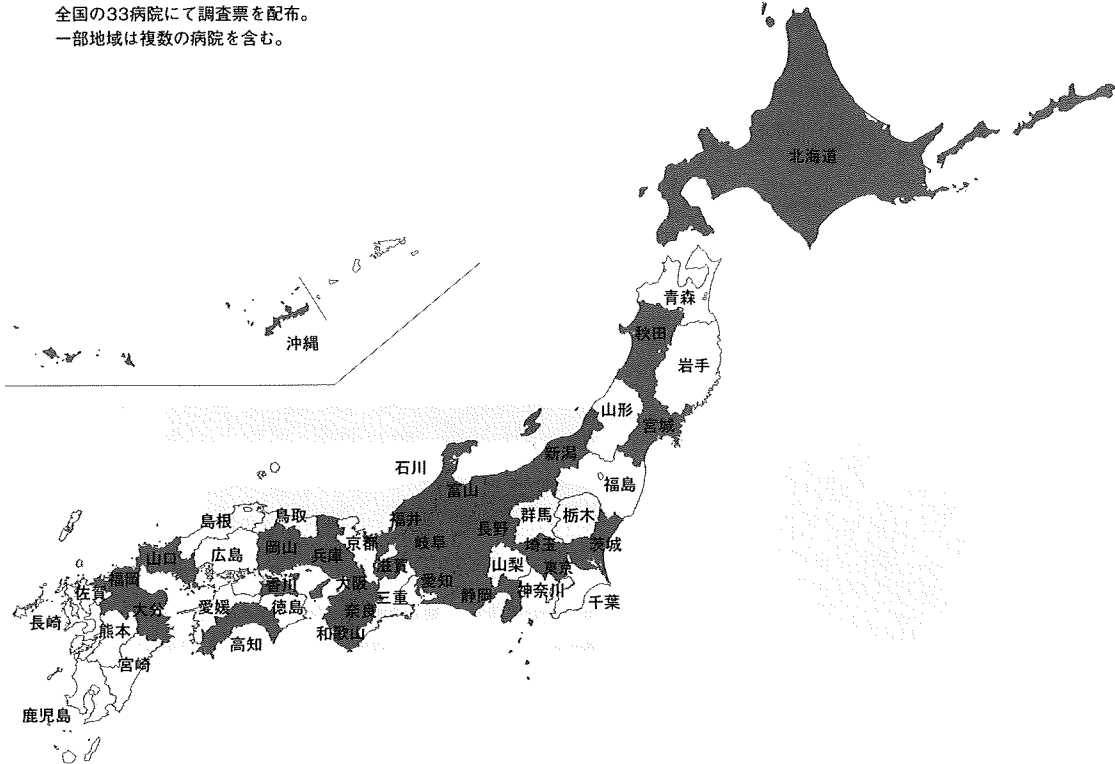 全国の33病院にて調査票を配布。
一部地域は複数の病院を含む。
北海道
青森
秋田
岩手
沖縄
山形
宮城
新潟
石川
富山
福島
福井
長野
群馬
栃木
島根
鳥取
京都
岐阜
埼玉
茨城
山口
広島
岡山
兵庫
滋賀
山梨
東京
福岡
佐賀
香川
大阪
愛知
静岡
神奈川
千葉
大分
愛媛
徳島
奈良
三重
長崎
熊本
高知
和歌山
宮崎
鹿児島